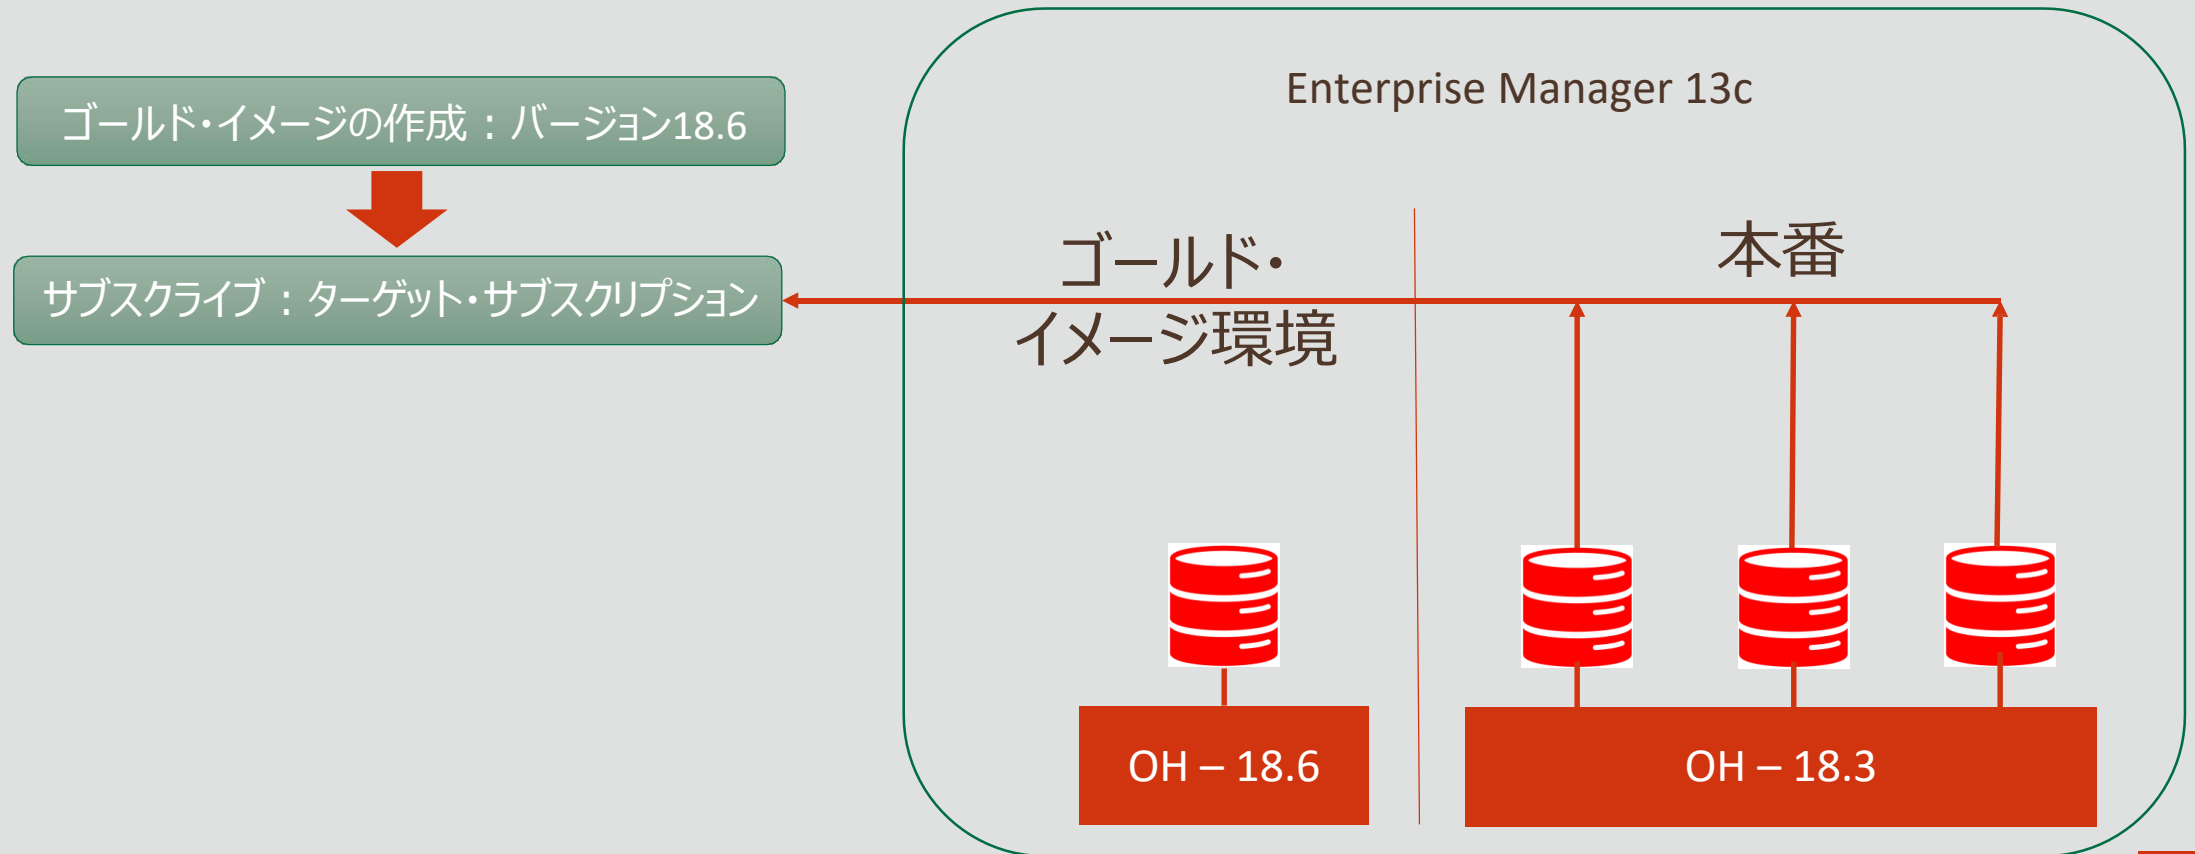 ゴールド・イメージの作成：バージョン18.6
サブスクライブ：ターゲット・サブスクリプション
Enterprise Manager 13c
ゴールド・
イメージ環境
本番
OH – 18.6
OH – 18.3